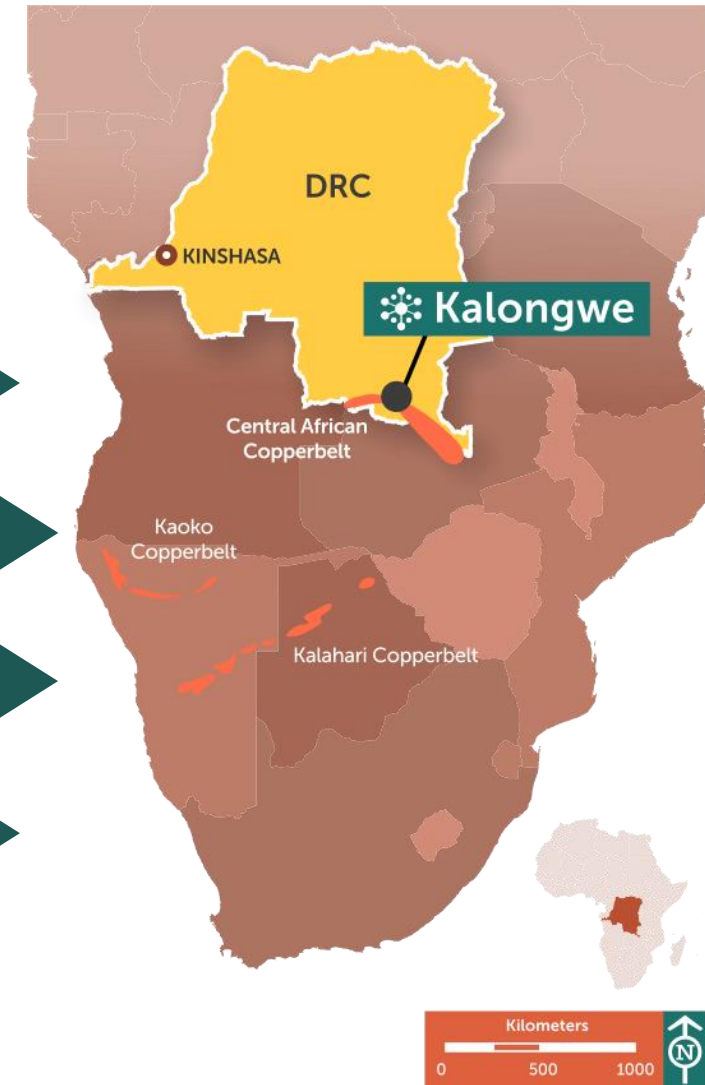 DRC
KINSHASA
Kalongwe
Central African
Copperbelt
Kaoko
Copperbelt
Kalahari Copperbelt
Kilometers
0 500 1000
N